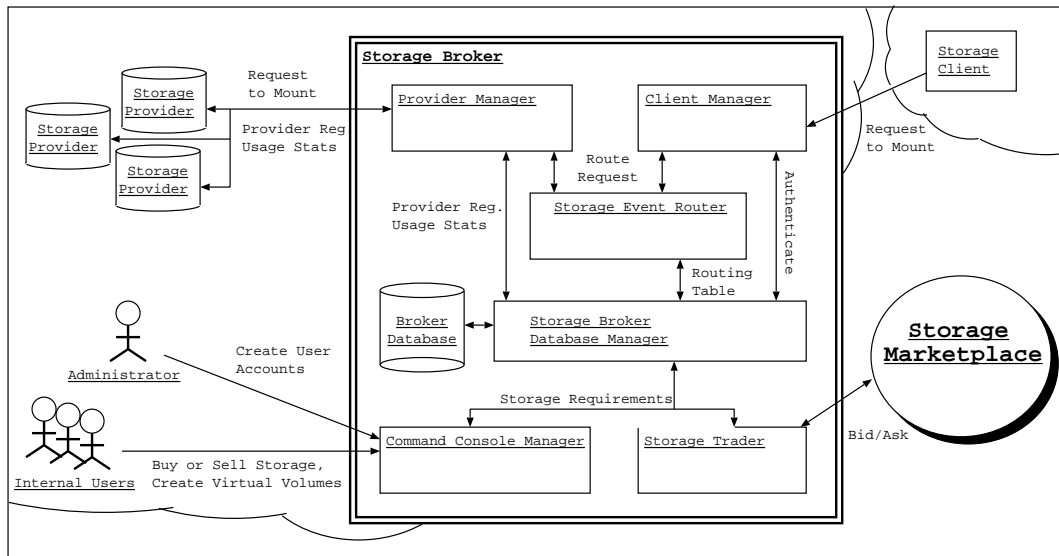 Storage Broker
Storage
Client
Storage
Provider
Storage
Provider
Storage
Provider
Request
to Mount
Provider Reg
Usage Stats
Provider Manager
Client Manager
Request
to Mount
Route
Request
Authenticate
Provider Reg.
Usage Stats
Storage Event Router
Routing
Table
Broker
Database
Storage Broker
Database Manager
Storage
Marketplace
Administrator
Create User
Accounts
Storage Requirements
Command Console Manager
Storage Trader
Bid/Ask
Internal Users
Buy or Sell Storage,
Create Virtual Volumes